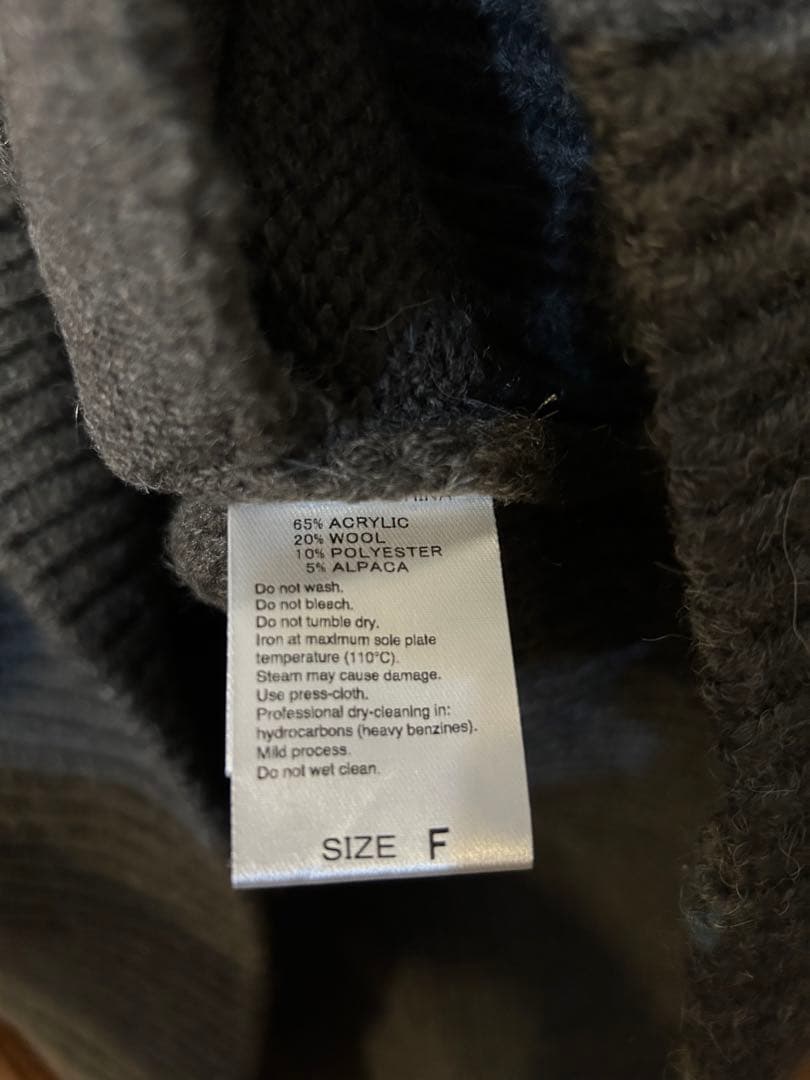 65% ACRYLIC
20% WOOL
10% POLYESTER
5% ALPACA
Do not wash.
Do not bleach.
Do not tumble dry.
Iron at maximum sole plate
temperature (110°C).
Steam may cause damage.
Use press-cloth.
Professional dry-cleaning in:
hydrocarbons (heavy benzines).
Mild process.
Do not wet clean.
SIZE F